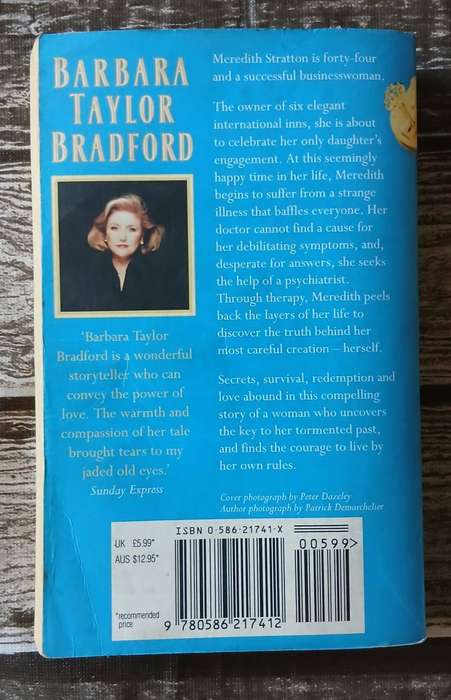 BARBARA
TAYLOR
BRADFORD
'Barbara Taylor
Bradford is a wonderful
storyteller who can
convey the power of
love. The warmth and
compassion of her tale
brought tears to my
jaded old eyes.'
Sunday Express
Meredith Stratton is forty-four
and a successful businesswoman.
The owner of six elegant
international inns, she is about
to celebrate her only daughter's
engagement. At this seemingly
happy time in her life, Meredith
begins to suffer from a strange
illness that baffles everyone. Her
doctor cannot find a cause for
her debilitating symptoms, and,
desperate for answers, she seeks
the help of a psychiatrist.
Through therapy, Meredith peels
back the layers of her life to
discover the truth behind her
most careful creation – herself.
Secrets, survival, redemption and
love abound in this compelling
story of a woman who uncovers
the key to her tormented past,
and finds the courage to live by
her own rules.
Cover photograph by Peter Dazeley
Author photograph by Patrick Demarchelier
UK £5.99*
AUS $12.95*
*recommended
price
ISBN 0-586-21741-X
00599>
9 780586 217412